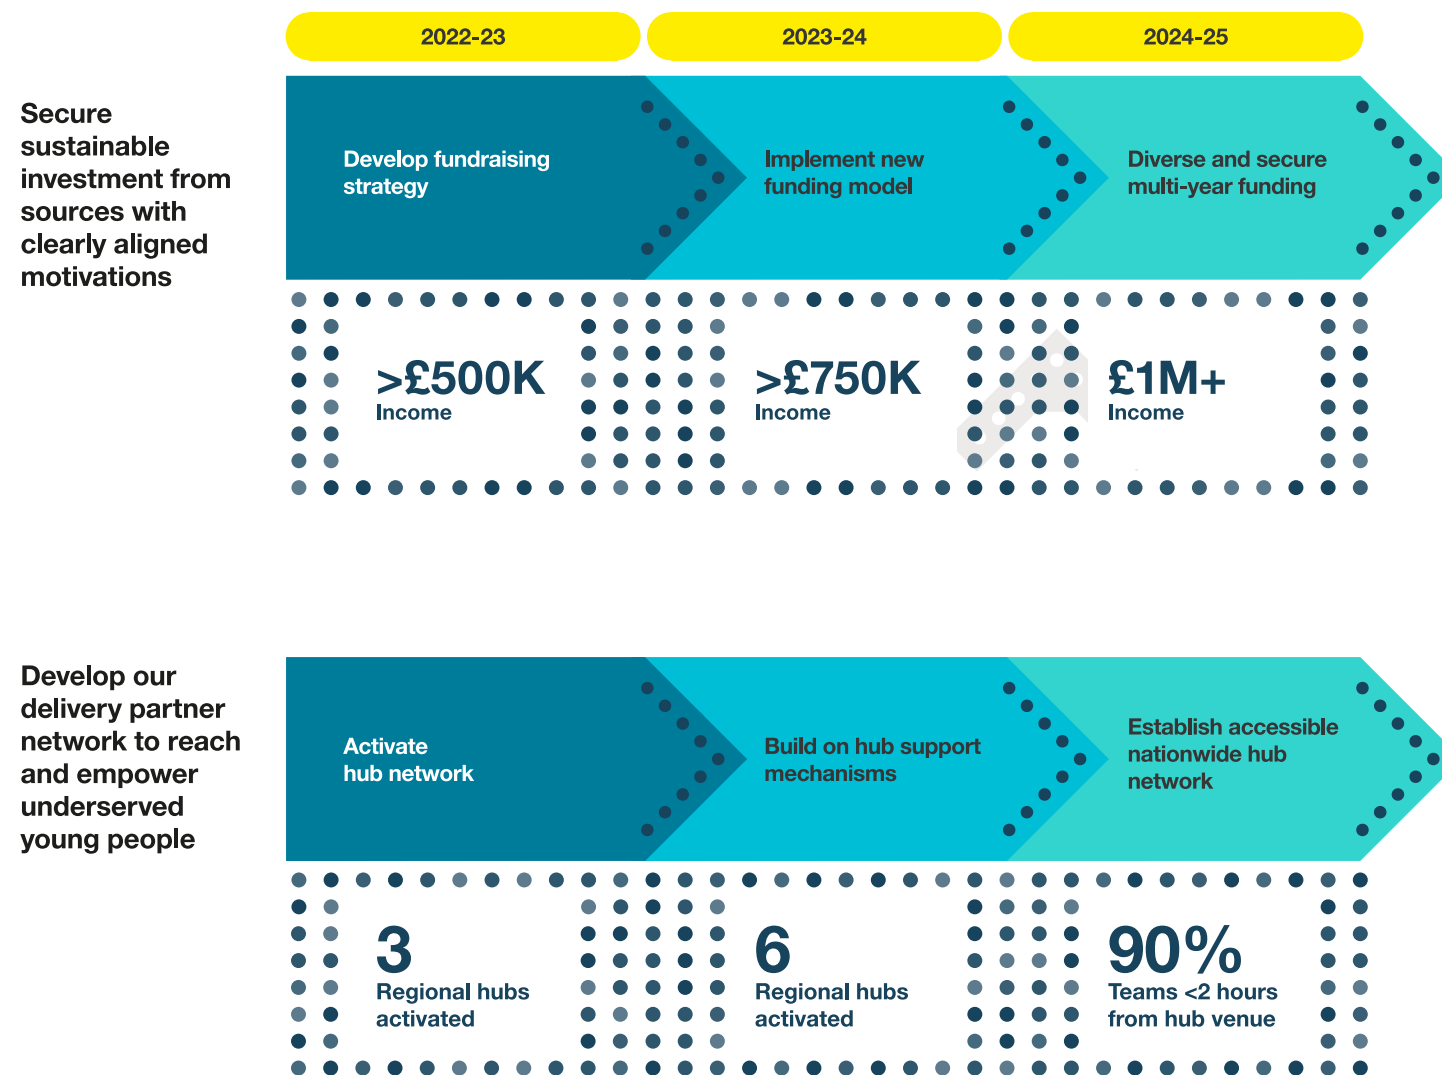 2022-23
2023-24
2024-25
Secure
sustainable
investment from
sources with
clearly aligned
motivations
Develop fundraising
strategy
Implement new
funding model
Diverse and secure
multi-year funding
>£500K
Income
>£750K
Income
£1M+
Income
Develop our
delivery partner
network to reach
and empower
underserved
young people
Activate
hub network
Build on hub support
mechanisms
Establish accessible
nationwide hub
network
3
Regional hubs
activated
6
Regional hubs
activated
90%
Teams <2 hours
from hub venue